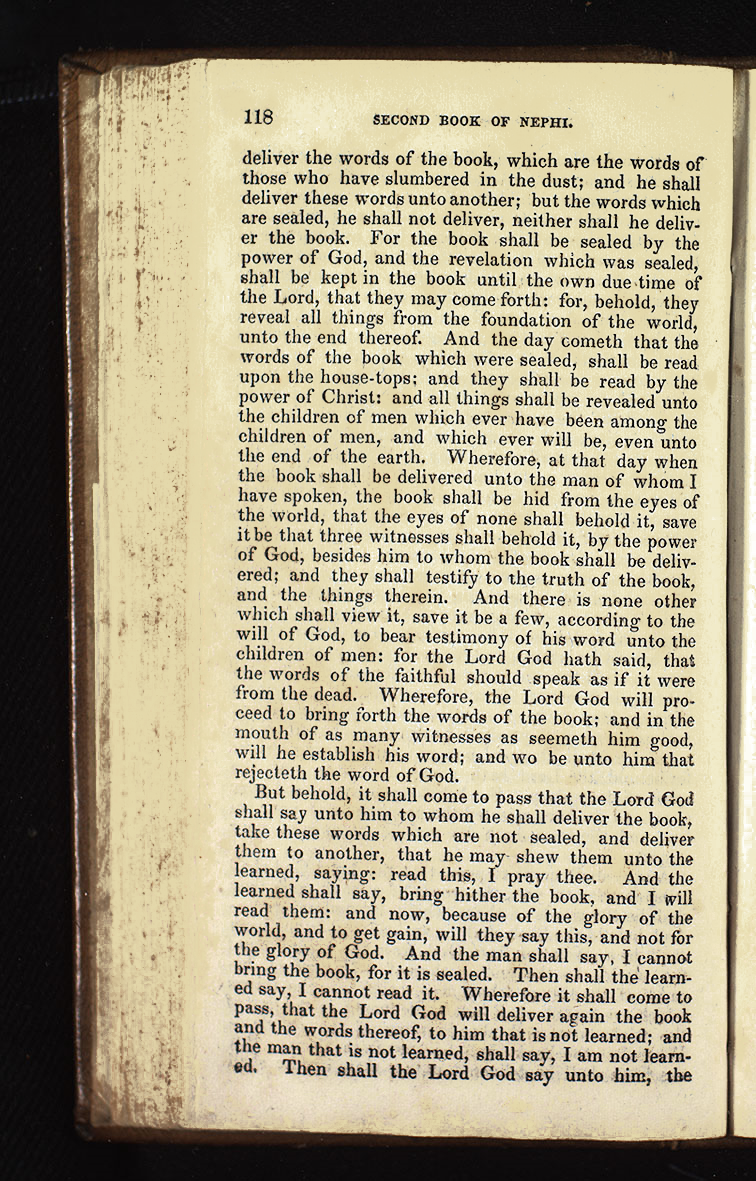 118 SECOND BOOK OF NEPHI.
deliver the words of the book, which are the words of
those who have slumbered in the dust; and he shall
deliver these words unto another; but the words which
are sealed, he shall not deliver, neither shall he deliv-
er the book. For the book shall be sealed by the
power of God, and the revelation which was sealed,
shall be kept in the book until the own due time of
the Lord, that they may come forth: for, behold, they
reveal all things from the foundation of the world,
unto the end thereof. And the day cometh that the
words of the book which were sealed, shall be read
upon the house-tops; and they shall be read by the
power of Christ: and all things shall be revealed unto
the children of men which ever have been among the
children of men, and which ever will be, even unto
the end of the earth. Wherefore, at that day when
the book shall be delivered unto the man of whom I
have spoken, the book shall be hid from the eyes of
the world, that the eyes of none shall behold it, save
it be that three witnesses shall behold it, by the power
of God, besides him to whom the book shall be deliv-
ered; and they shall testify to the truth of the book,
and the things therein. And there is none other
which shall view it, save it be a few, according to the
will of God, to bear testimony of his word unto the
children of men: for the Lord God hath said, that
the words of the faithful should speak as if it were
from the dead. Wherefore, the Lord God will pro-
ceed to bring forth the words of the book; and in the
mouth of as many witnesses as seemeth him good,
will he establish his word; and wo be unto him that
rejecteth the word of God.
But behold, it shall come to pass that the Lord God
shall say unto him to whom he shall deliver the book,
take these words which are not sealed, and deliver
them to another, that he may shew them unto the
learned, saying: read this, I pray thee. And the
learned shall say, bring hither the book, and I will
read them: and now, because of the glory of the
world, and to get gain, will they say this, and not for
the glory of God. And the man shall say, I cannot
bring the book, for it is sealed. Then shall the learn-
ed say, I cannot read it. Wherefore it shall come to
pass, that the Lord God will deliver again the book
and the words thereof, to him that is not learned; and
the man that is not learned, shall say, I am not learn-
ed. Then shall the Lord God say unto him, the